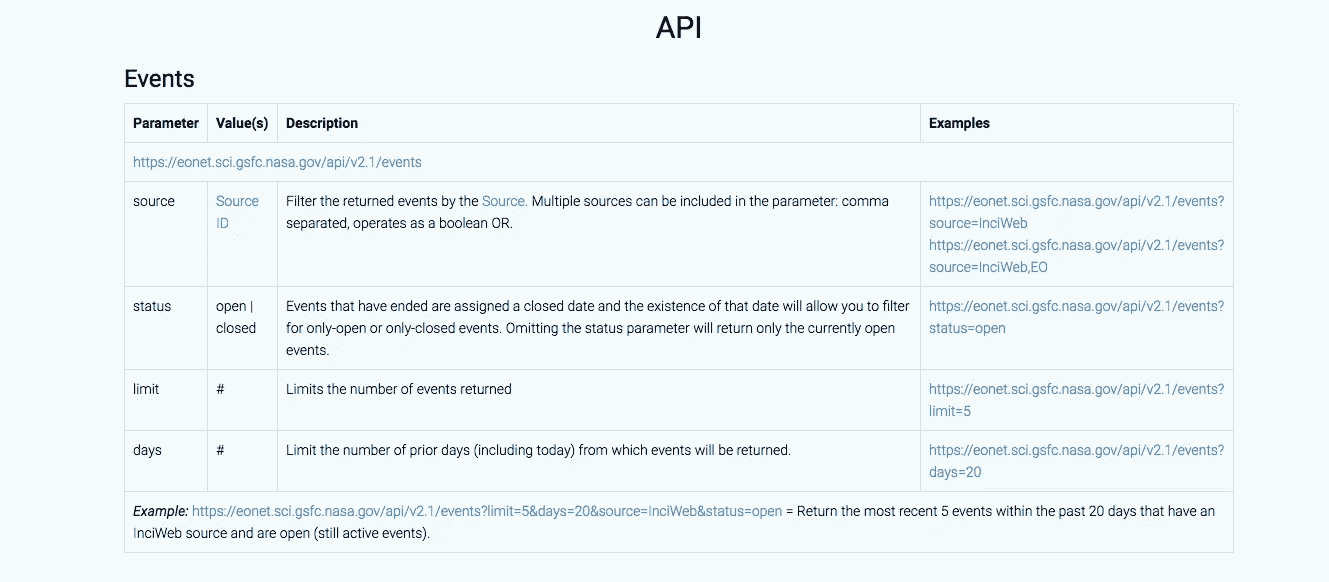 API
Events
Parameter Value(s) Description Examples
https://eonet.sci.gsfc.nasa.gov/api/v2.1/events
source
Source
ID
Filter the returned events by the Source. Multiple sources can be included in the parameter: comma
separated, operates as a boolean OR.
https://eonet.sci.gsfc.nasa.gov/api/v2.1/events?
source=InciWeb
https://eonet.sci.gsfc.nasa.gov/api/v2.1/events?
source=InciWeb,EO
status
open |
closed
Events that have ended are assigned a closed date and the existence of that date will allow you to filter
for only-open or only-closed events. Omitting the status parameter will return only the currently open
events.
https://eonet.sci.gsfc.nasa.gov/api/v2.1/events?
status=open
limit
#
Limits the number of events returned
https://eonet.sci.gsfc.nasa.gov/api/v2.1/events?
limit=5
days
#
Limit the number of prior days (including today) from which events will be returned.
https://eonet.sci.gsfc.nasa.gov/api/v2.1/events?
days=20
Example: https://eonet.sci.gsfc.nasa.gov/api/v2.1/events?limit=5&days=20&source=InciWeb&status=open = Return the most recent 5 events within the past 20 days that have an
InciWeb source and are open (still active events).